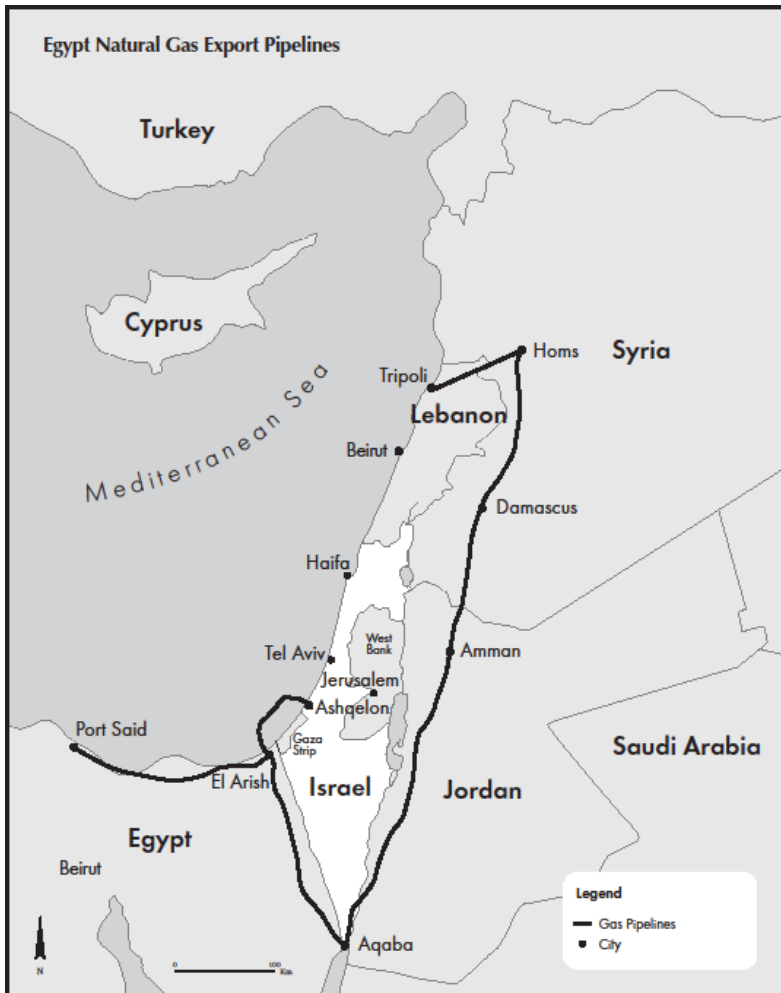 Egypt Natural Gas Export Pipelines
Turkey
Cyprus
Mediterranean Sea
Homs
Syria
Tripoli
Lebanon
Beirut
Damascus
Haifa
West
Bank
Tel Aviv
Amman
Jerusalem
Ashqelon
Port Said
Gaza
Strip
Saudi Arabia
El Arish
Israel
Jordan
Egypt
Beirut
Legend
Gas Pipelines
City
Aqaba
N
0 100
Km